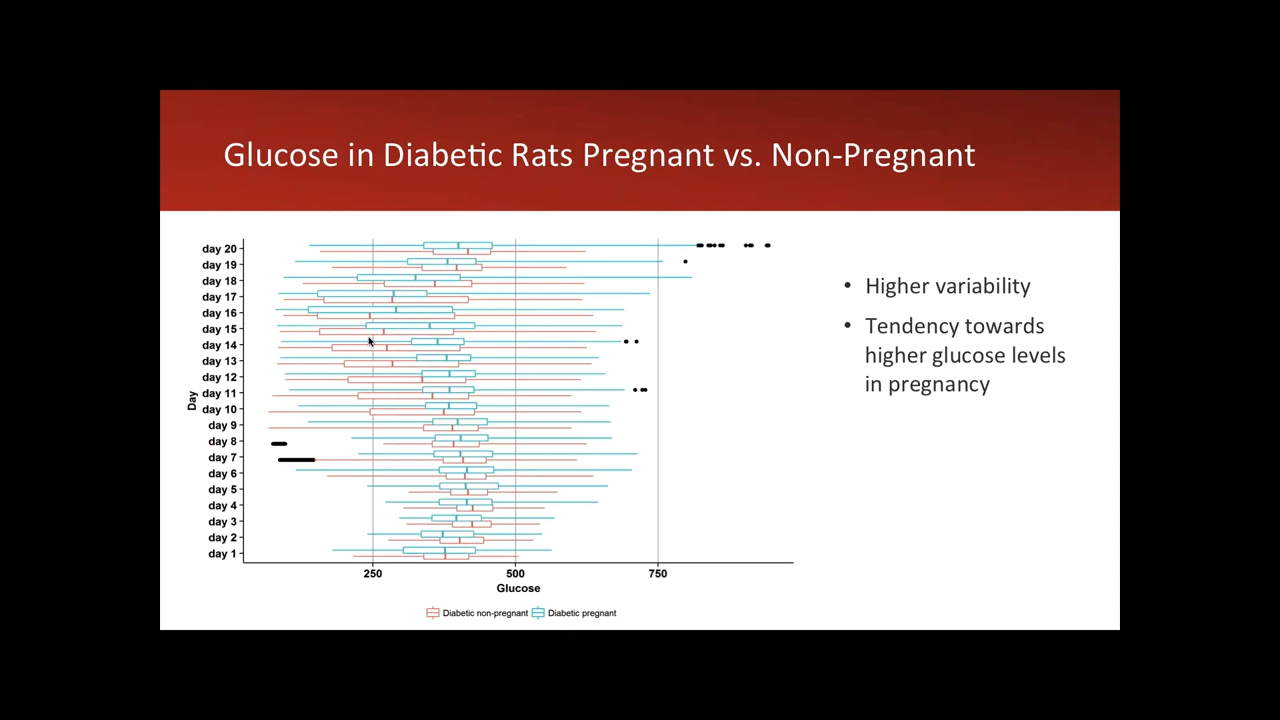 Glucose in Diabetic Rats Pregnant vs. Non-Pregnant
day 20
day 19
day 18
day 17
day 16
day 15
day 14
day 13
day 12
day 11
day 10
day 9
day 8
day 7
day 6
day 5
day 4
day 3
day 2
day 1
Day
250 500 750
Glucose
Diabetic non-pregnant Diabetic pregnant
• Higher variability
• Tendency towards
higher glucose levels
in pregnancy